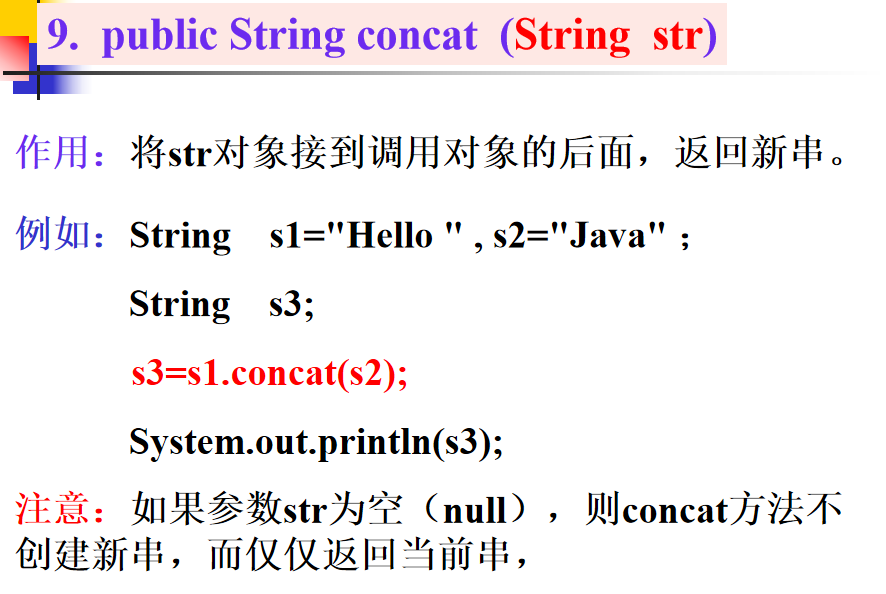 9. public String concat (String str)
作用：将str对象接到调用对象的后面，返回新串。
例如：String s1="Hello " , s2="Java" ；
String s3;
s3=s1.concat(s2);
System.out.println(s3);
注意：如果参数str为空（null），则concat方法不
创建新串，而仅仅返回当前串，